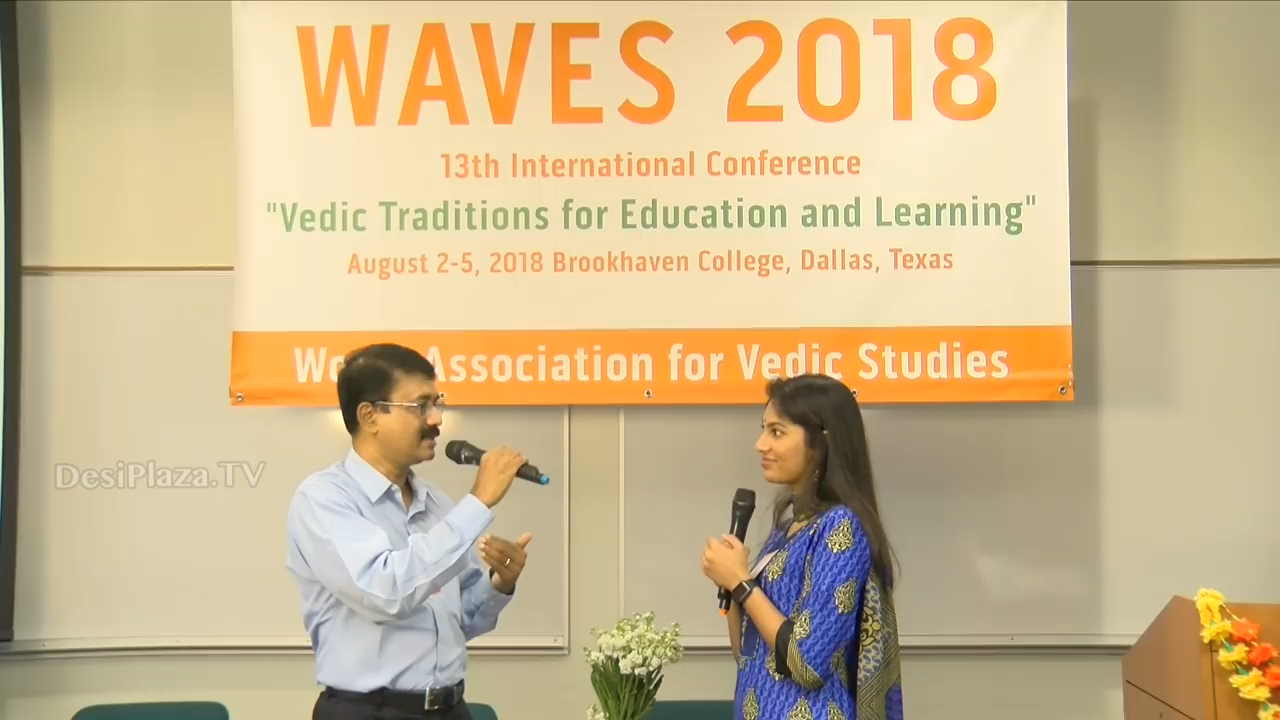 WAVES 2018
13th International Conference
"Vedic Traditions for Education and Learning"
August 2-5, 2018 Brookhaven College, Dallas, Texas
Association for Vedic Studies
DesiPlaza.TV